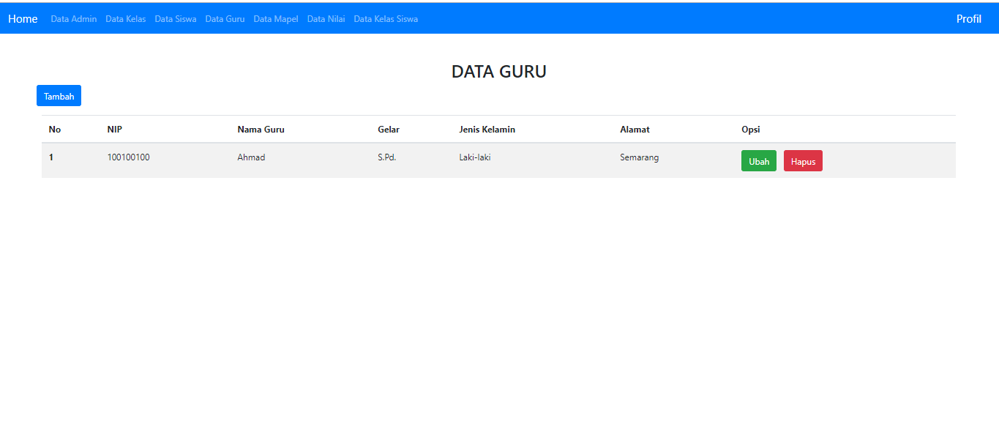 Home Data Admin Data Kelas Data Siswa Data Guru Data Mapel Data Nilai Data Kelas Siswa Profil
DATA GURU
Tambah
No NIP Nama Guru Gelar Jenis Kelamin Alamat Opsi
1 100100100 Ahmad S.Pd. Laki-laki Semarang Ubah Hapus